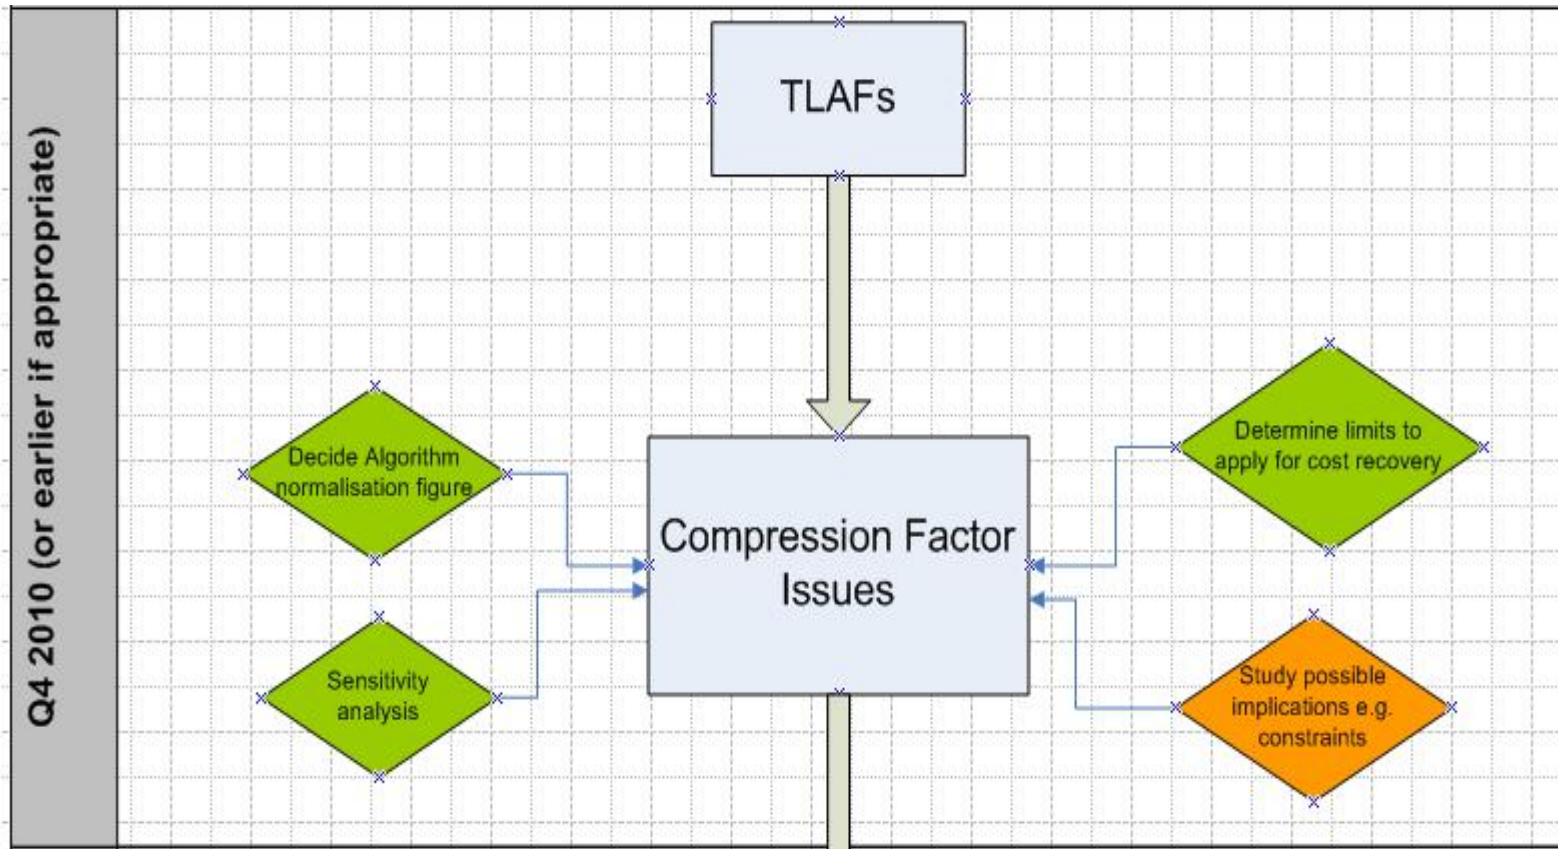 Q4 2010 (or earlier if appropriate)
TLAFs
Decide Algorithm
normalisation figure
Determine limits to
apply for cost recovery
Compression Factor
Issues
Sensitivity
analysis
Study possible
implications e.g.
constraints